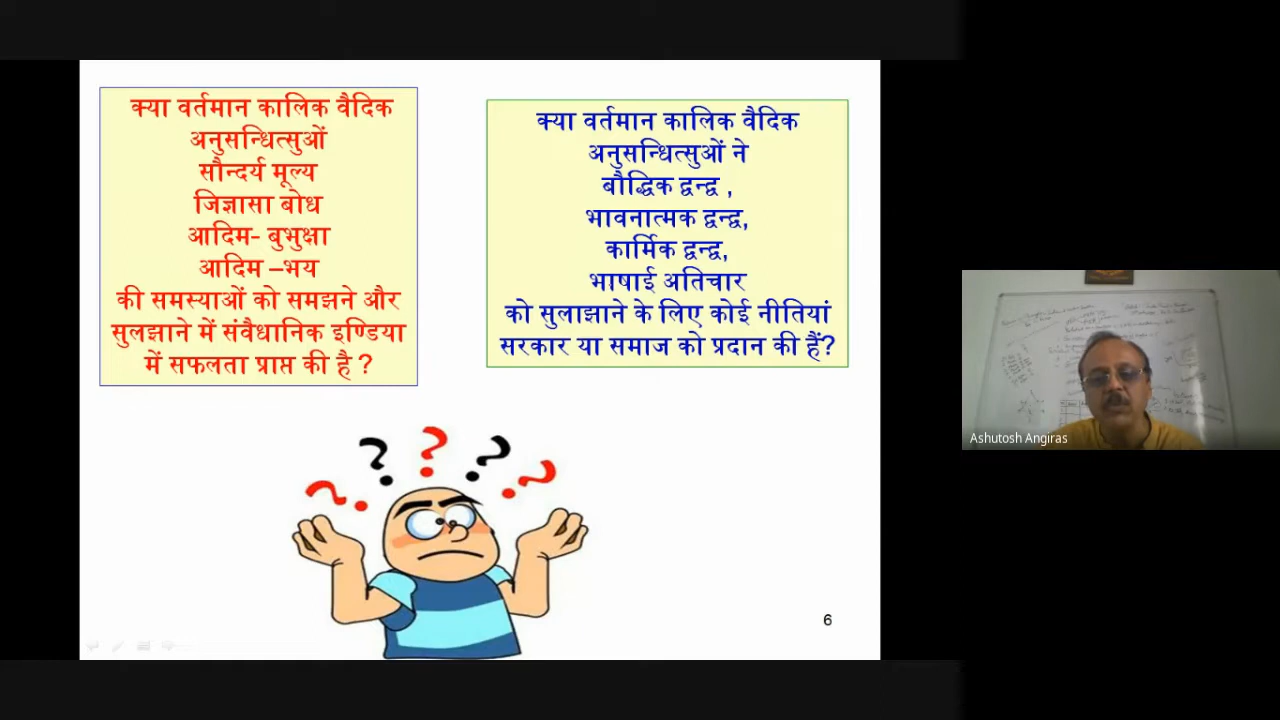 क्या वर्तमान कालिक वैदिक
अनुसन्धित्सुओं
सौन्दर्य मूल्य
जिज्ञासा बोध
आदिम- बुभुक्षा
आदिम –भय
की समस्याओं को समझने और
सुलझाने में संवैधानिक इण्डिया
में सफलता प्राप्त की है ?
क्या वर्तमान कालिक वैदिक
अनुसन्धित्सुओं ने
बौद्धिक द्वन्द्व ,
भावनात्मक द्वन्द्व,
कार्मिक द्वन्द्व,
भाषाई अतिचार
को सुलाझाने के लिए कोई नीतियां
सरकार या समाज को प्रदान की हैं?
? ? ? ? ?
6
Ashutosh Angiras